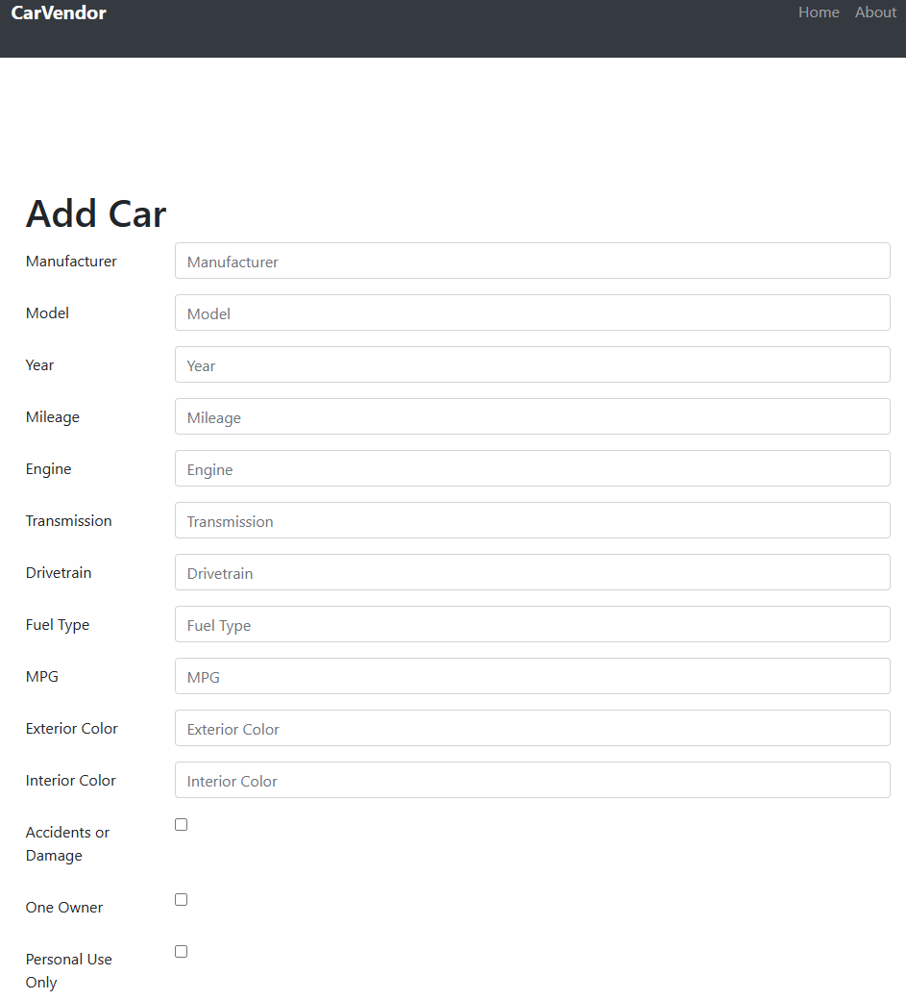 CarVendor Home About
Add Car
Manufacturer Manufacturer
Model Model
Year Year
Mileage Mileage
Engine Engine
Transmission Transmission
Drivetrain Drivetrain
Fuel Type Fuel Type
MPG MPG
Exterior Color Exterior Color
Interior Color Interior Color
Accidents or
Damage
One Owner
Personal Use
Only